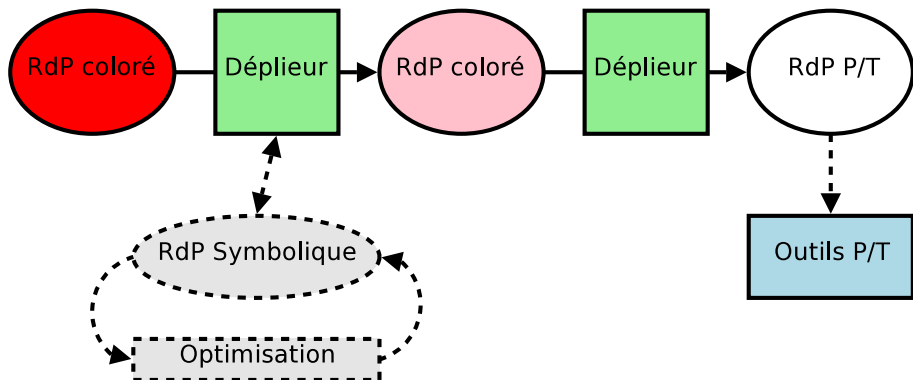 RdP coloré
Déplieur
RdP coloré
Déplieur
RdP P/T
RdP Symbolique
Outils P/T
Optimisation